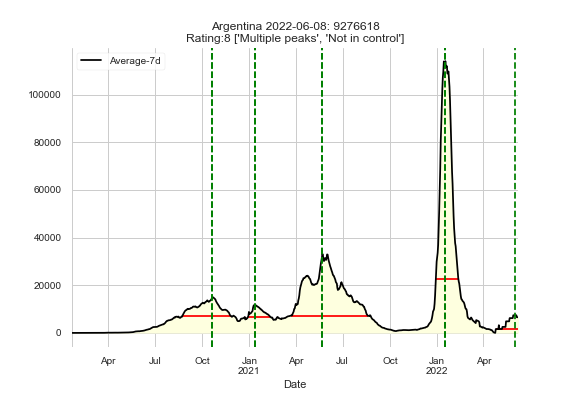 Argentina 2022-06-08: 9276618
Rating:8 ['Multiple peaks', 'Not in control']
Average-7d
100000
80000
60000
40000
20000
0
Apr Jul Oct Jan Apr Jul Oct Jan Apr
2021 2022
Date